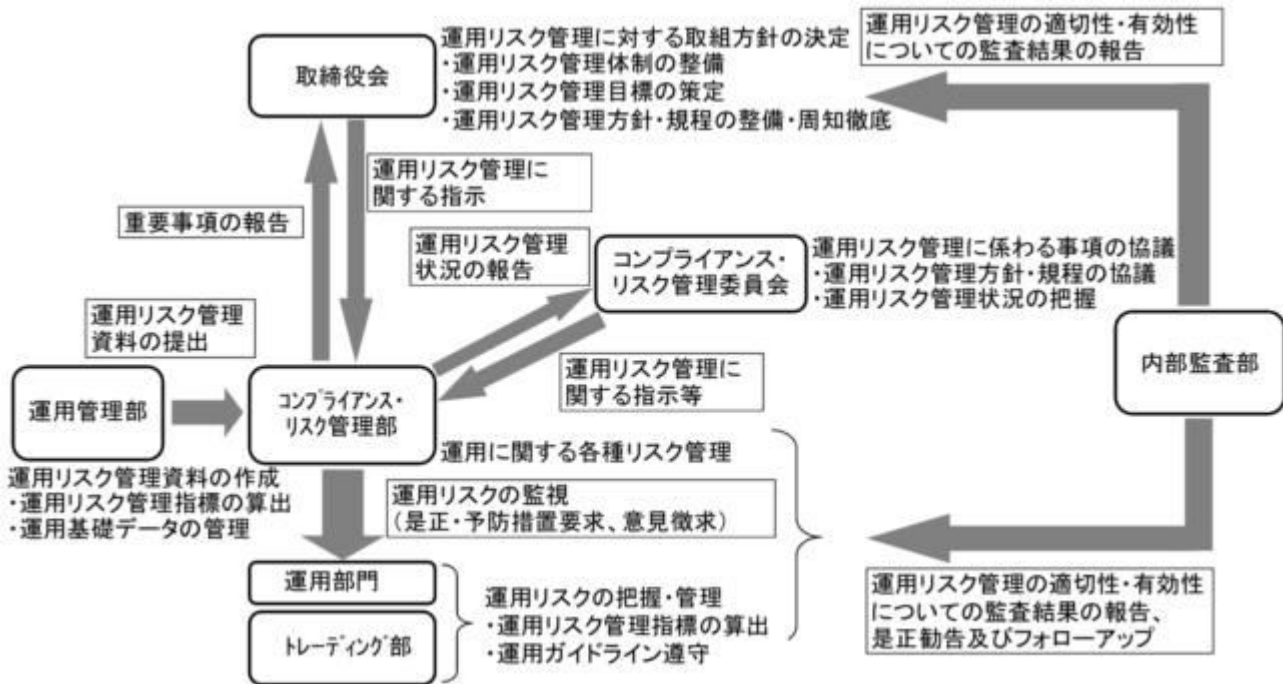 取締役会
運用リスク管理に対する取組方針の決定
・運用リスク管理体制の整備
・運用リスク管理目標の策定
・運用リスク管理方針・規程の整備・周知徹底
運用リスク管理の適切性・有効性
についての監査結果の報告
運用リスク管理に
関する指示
重要事項の報告
運用リスク管理
状況の報告
コンプライアンス・
リスク管理委員会
運用リスク管理に係わる事項の協議
・運用リスク管理方針・規程の協議
・運用リスク管理状況の把握
運用リスク管理
資料の提出
運用リスク管理に
関する指示等
内部監査部
運用管理部
コンプライアンス・
リスク管理部
運用に関する各種リスク管理
運用リスク管理資料の作成
・運用リスク管理指標の算出
・運用基礎データの管理
運用リスクの監視
(是正・予防措置要求、意見徴求)
運用部門
トレーディング部
運用リスクの把握・管理
・運用リスク管理指標の算出
・運用ガイドライン遵守
運用リスク管理の適切性・有効性
についての監査結果の報告、
是正勧告及びフォローアップ